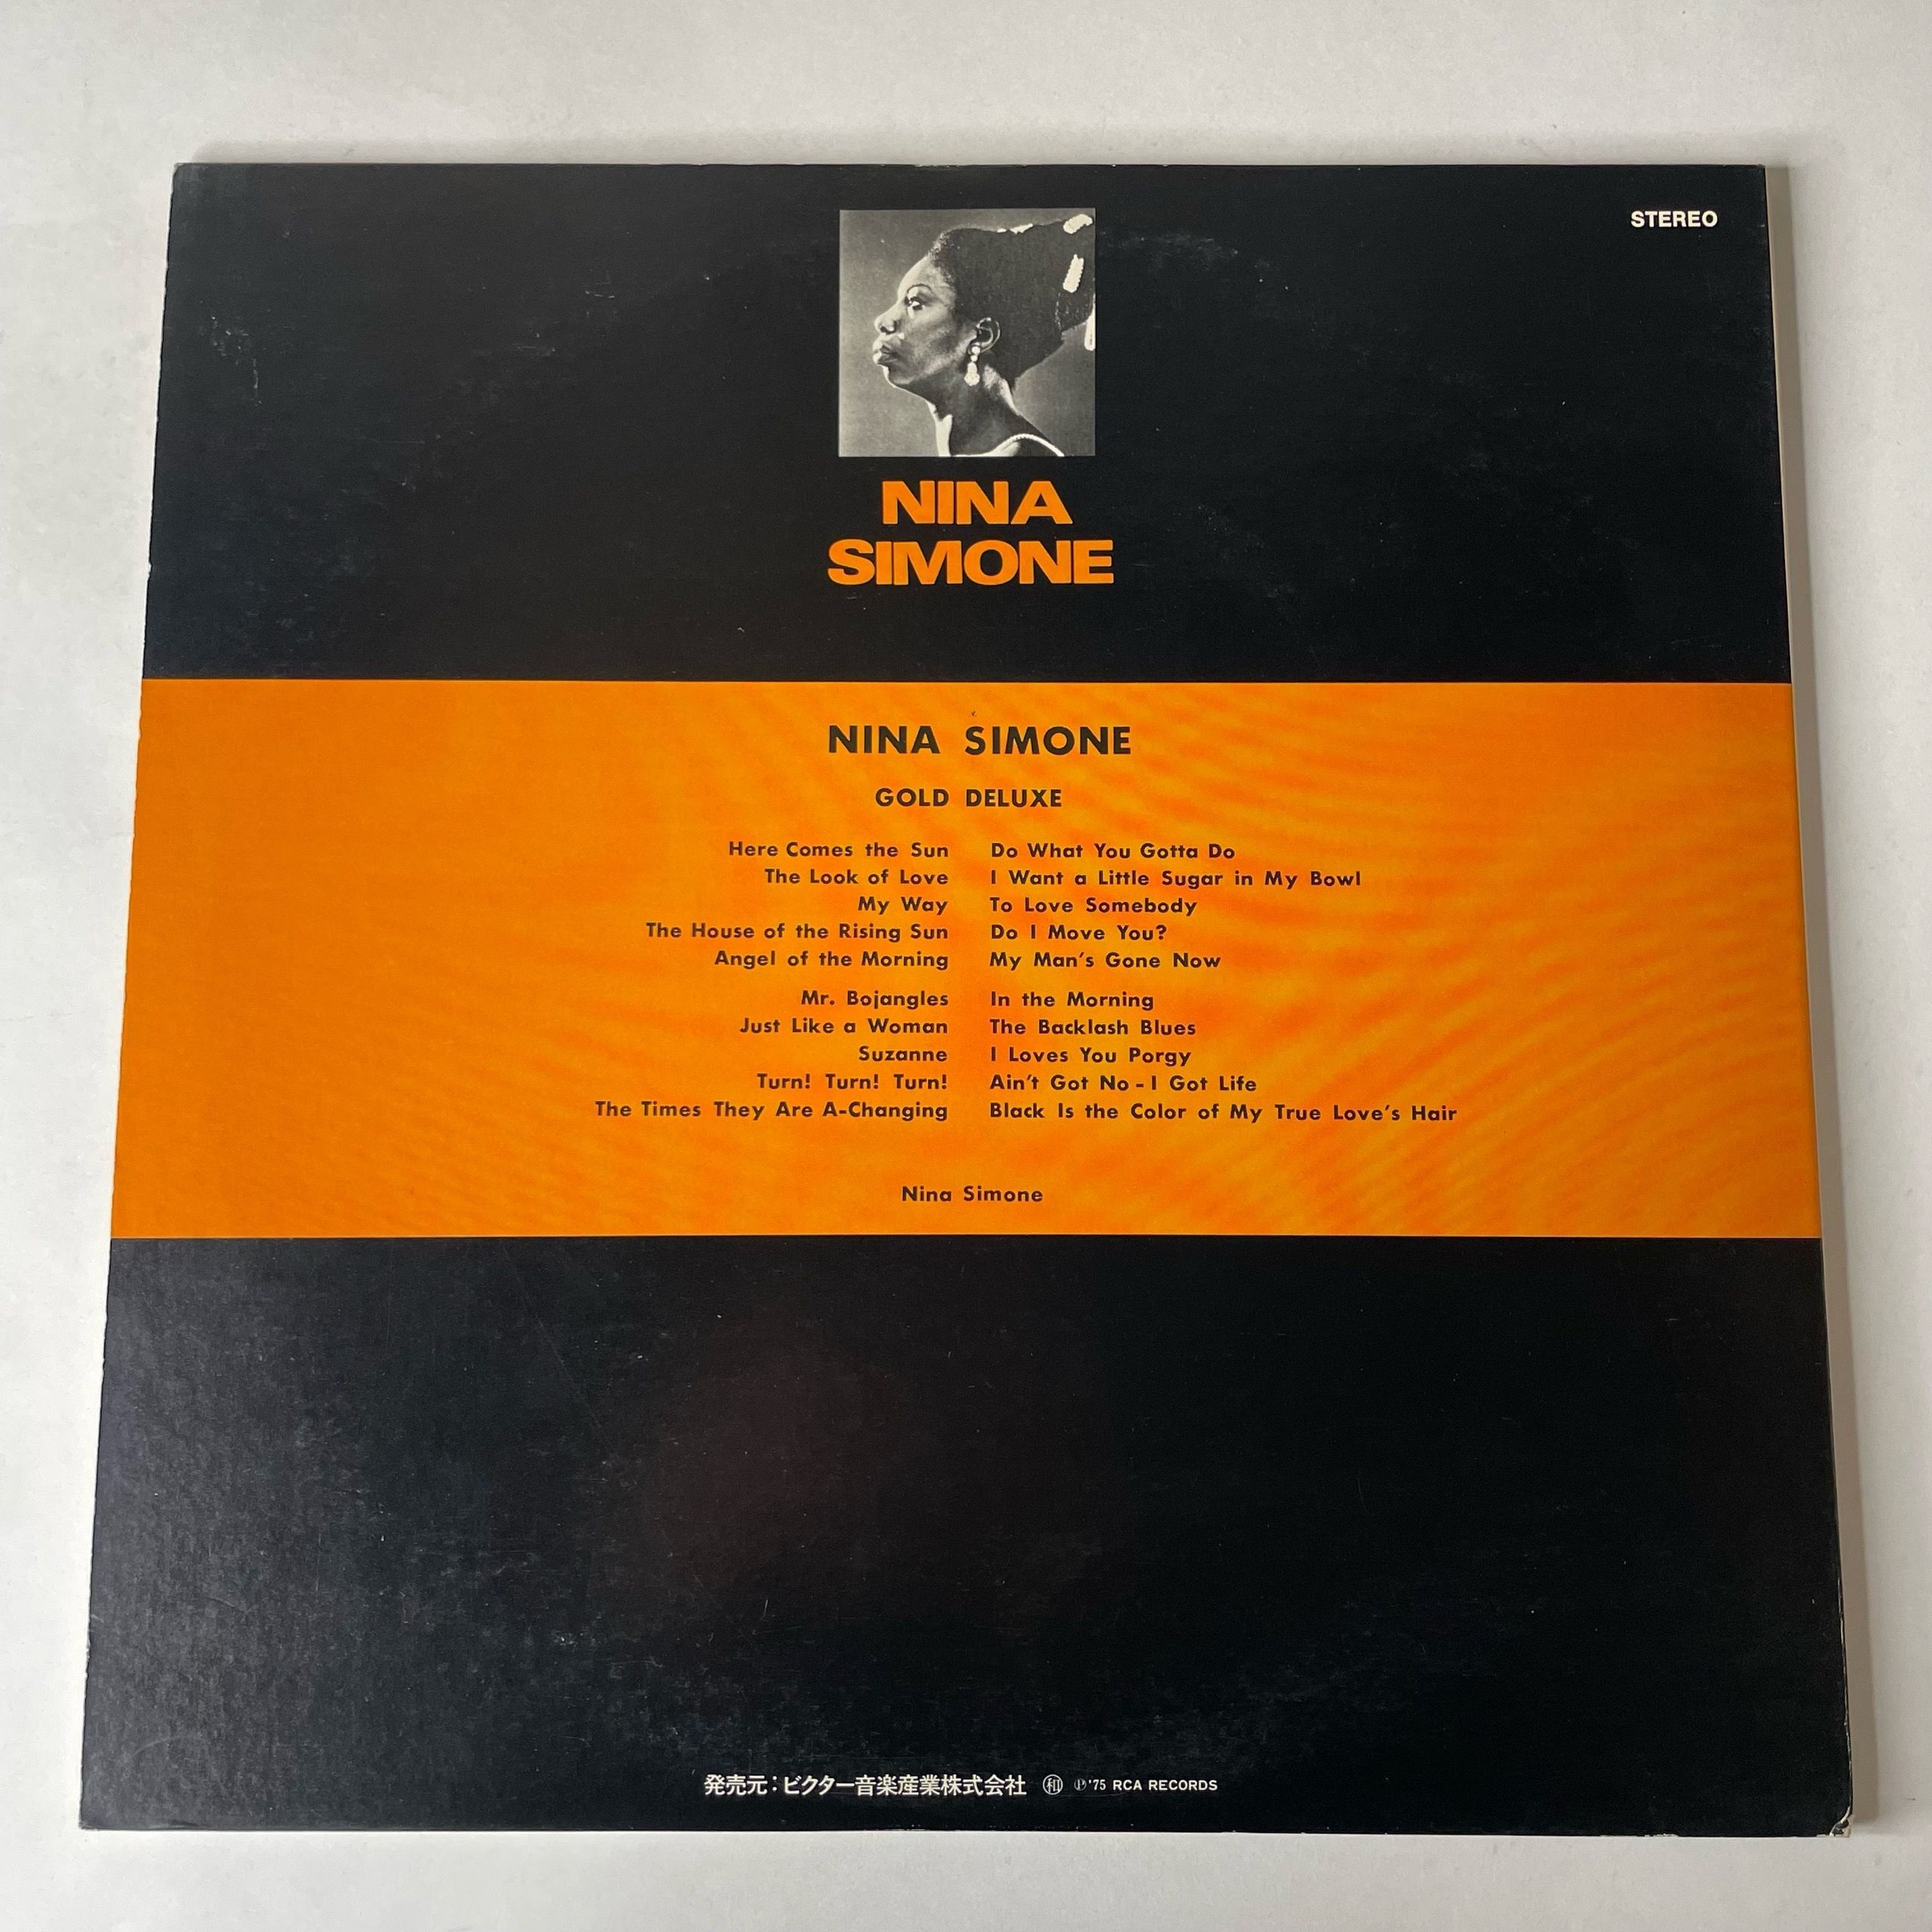 STEREO
NINA
SIMONE
NINA SIMONE
GOLD DELUXE
Here Comes the Sun
The Look of Love
My Way
The House of the Rising Sun
Angel of the Morning
Mr. Bojangles
Just Like a Woman
Suzanne
Turn! Turn! Turn!
The Times They Are A-Changing
Do What You Gotta Do
I Want a Little Sugar in My Bowl
To Love Somebody
Do I Move You?
My Man's Gone Now
In the Morning
The Backlash Blues
I Loves You Porgy
Ain't Got No - I Got Life
Black Is the Color of My True Love's Hair
Nina Simone
発売元:ビクター音楽産業株式会社 ㊞ ℗'75 RCA RECORDS